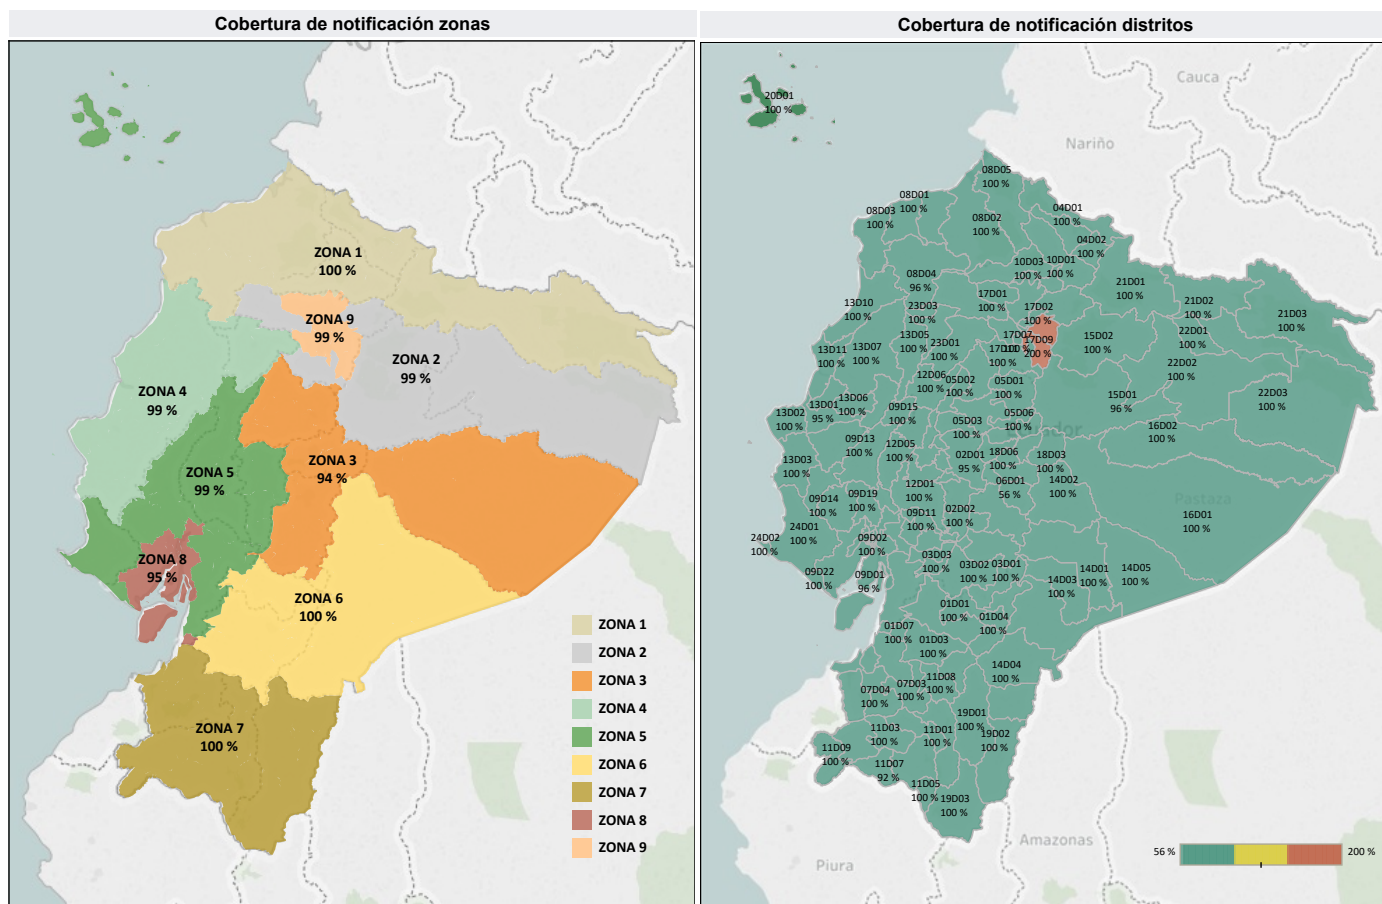 Cobertura de notificación zonas
ZONA 1
100 %
ZONA 9
99 %
ZONA 2
99 %
ZONA 4
99 %
ZONA 3
94 %
ZONA 5
99 %
ZONA 8
95 %
ZONA 6
100 %
ZONA 7
100 %
ZONA 1
ZONA 2
ZONA 3
ZONA 4
ZONA 5
ZONA 6
ZONA 7
ZONA 8
ZONA 9
Cobertura de notificación distritos
Cauca
20D01
100 %
Nariño
08D05
100 %
08D01
100 %
08D03
100 %
08D02
100 %
04D01
100 %
04D02
100 %
10D03
100 %
10D01
100 %
08D04
96 %
21D01
100 %
17D01
100 %
21D02
100 %
13D10
100 %
23D03
100 %
17D02
100 %
21D03
100 %
22D01
100 %
13D05
100 %
17D07
15D02
100 %
17D09
200 %
23D01
100 %
13D11
100 %
13D07
100 %
100 %
22D02
100 %
12D06
100 %
05D02
100 %
05D01
100 %
15D01
96 %
22D03
100 %
13D06
100 %
13D01
95 %
09D15
100 %
13D02
100 %
05D06
100 %
05D03
100 %
16D02
100 %
09D13
100 %
12D05
100 %
18D06
100 %
02D01
95 %
18D03
100 %
13D03
100 %
06D01
56 %
14D02
100 %
12D01
100 %
Pastaza
09D14
100 %
09D19
100 %
02D02
100 %
09D11
100 %
16D01
100 %
24D01
100 %
24D02
100 %
09D02
100 %
03D03
100 %
03D02
100 %
03D01
100 %
09D22
100 %
09D01
96 %
14D03
100 %
14D01
100 %
14D05
100 %
01D01
100 %
01D04
100 %
01D07
100 %
01D03
100 %
14D04
100 %
11D08
100 %
07D03
100 %
07D04
100 %
19D01
100 %
11D03
100 %
11D01
100 %
19D02
100 %
11D09
100 %
11D07
92 %
11D05
100 %
19D03
100 %
Amazonas
Piura
56 %
200 %